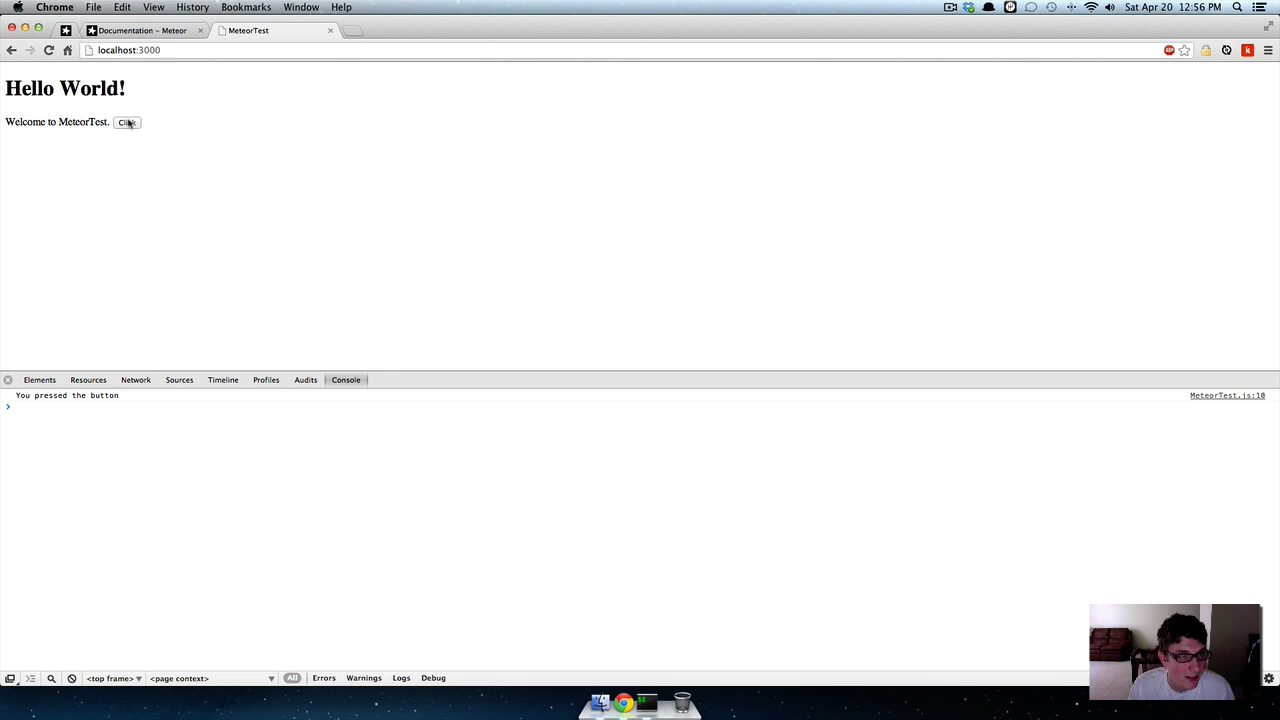 Chrome File Edit View History Bookmarks Window Help Sat Apr 20 12:56 PM
Documentation - Meteor MeteorTest
localhost:3000
Hello World!
Welcome to MeteorTest. Click
Elements Resources Network Sources Timeline Profiles Audits Console
You pressed the button MeteorTest.js:10
<top frame> <page context> All Errors Warnings Logs Debug